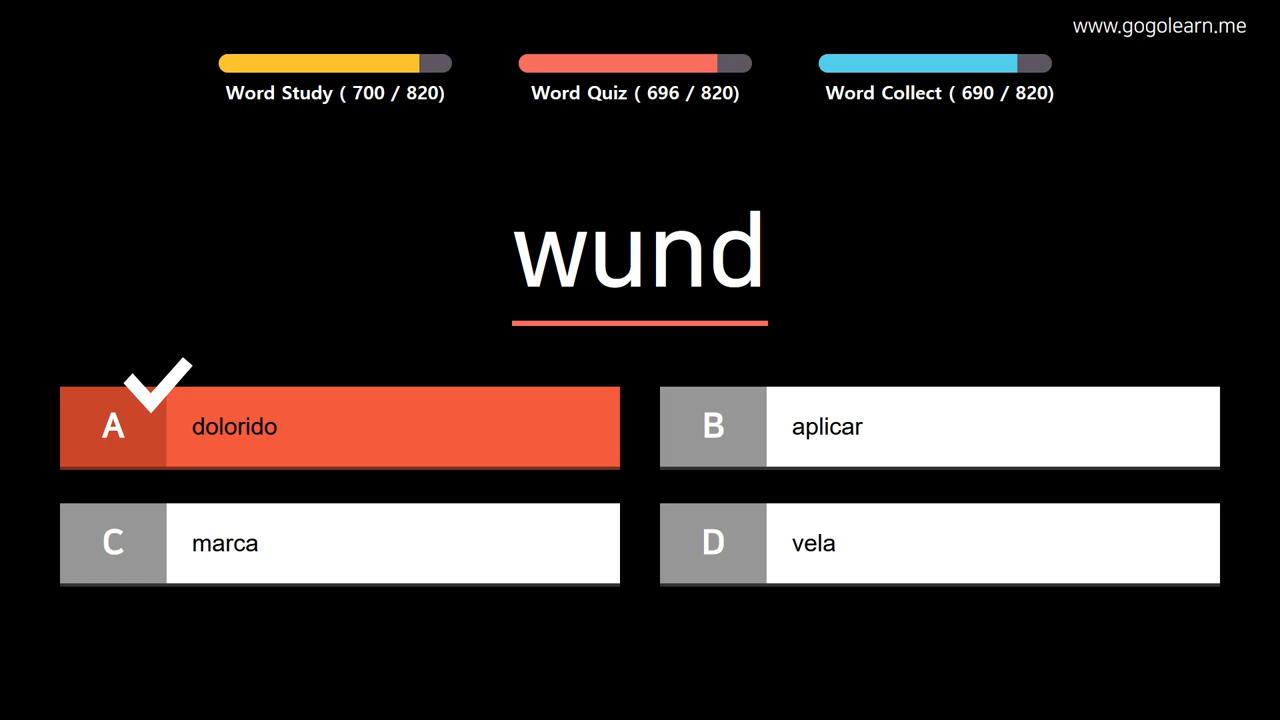 www.gogolearn.me
Word Study ( 700 / 820)
Word Quiz ( 696 / 820)
Word Collect ( 690 / 820)
wund
A dolorido
B aplicar
C marca
D vela